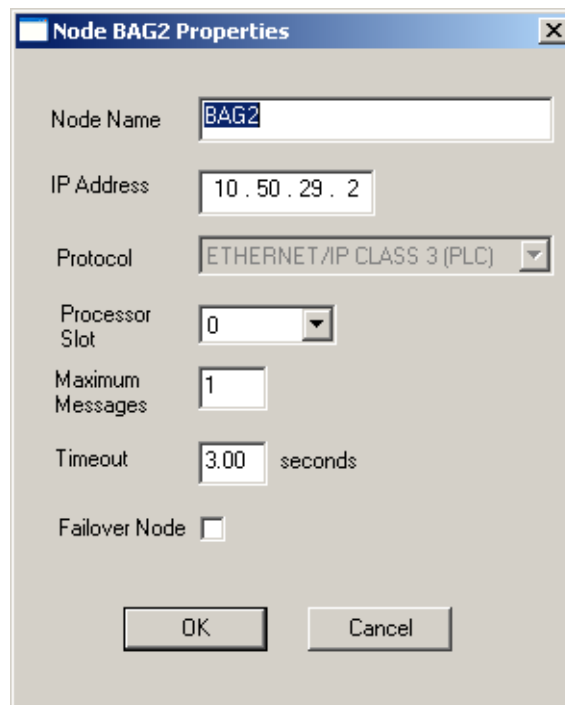 Node BAG2 Properties
Node Name BAG2
IP Address 10 . 50 . 29 . 2
Protocol ETHERNET/IP CLASS 3 (PLC)
Processor
Slot 0
Maximum
Messages 1
Timeout 3.00 seconds
Failover Node
OK Cancel